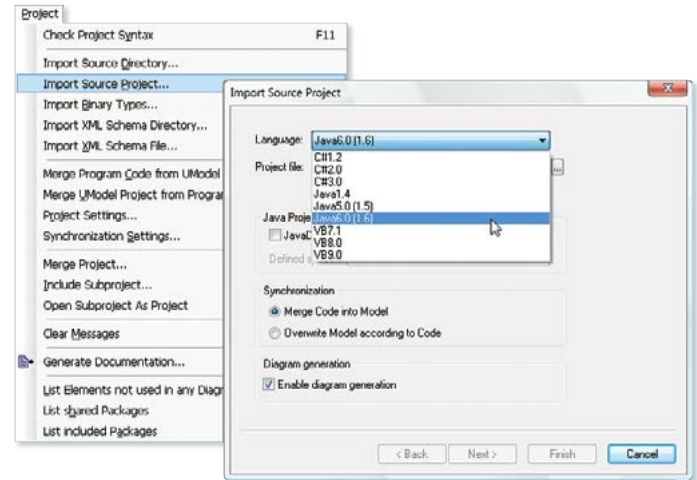 Project
Check Project Syntax F11
Import Source Directory...
Import Source Project...
Import Binary Types...
Import XML Schema Directory...
Import XML Schema File...
Merge Program Code from UModel
Merge UModel Project from Progra
Project Settings...
Synchronization Settings...
Merge Project...
Include Subproject...
Open Subproject As Project
Clear Messages
Generate Documentation...
List Elements not used in any Diagr
List shared Packages
List included Packages
Import Source Project
Language: Java6.0 (1.6)
Project file:
C#1.2
C#2.0
C#3.0
Java1.4
Java5.0 (1.5)
Java6.0 (1.6)
VB7.1
VB8.0
VB9.0
Java Proje
JavaD
Defined s
Synchronization
Merge Code into Model
Overwrite Model according to Code
Diagram generation
Enable diagram generation
< Back Next > Finish Cancel